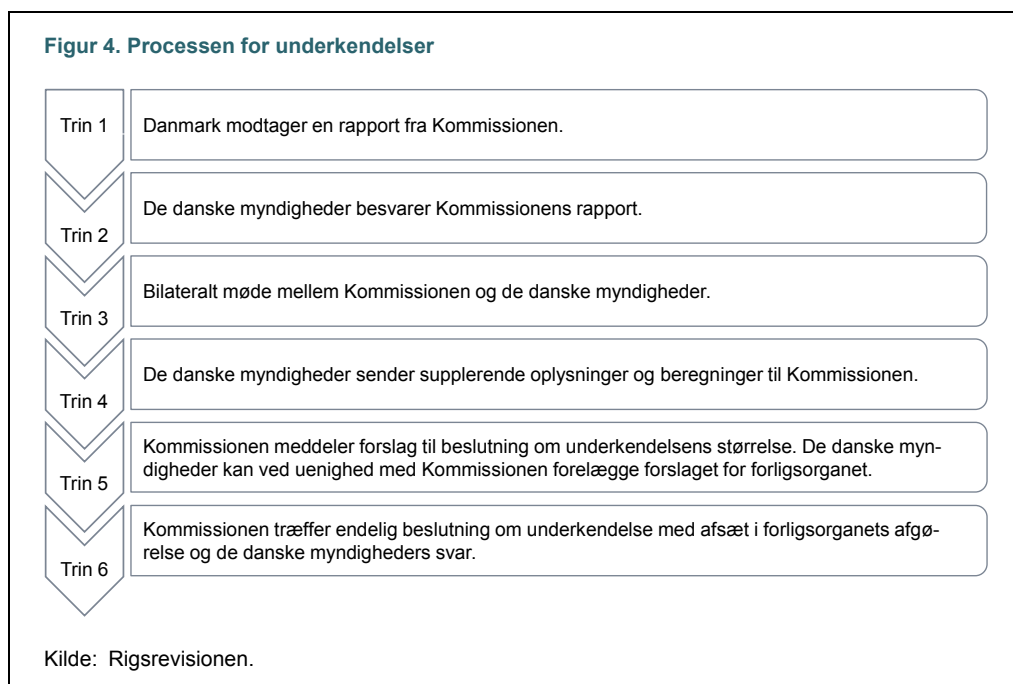 Figur 4. Processen for underkendelser
Trin 1
Danmark modtager en rapport fra Kommissionen.
Trin 2
De danske myndigheder besvarer Kommissionens rapport.
Trin 3
Bilateralt møde mellem Kommissionen og de danske myndigheder.
Trin 4
De danske myndigheder sender supplerende oplysninger og beregninger til Kommissionen.
Trin 5
Kommissionen meddeler forslag til beslutning om underkendelsens størrelse. De danske myn-
digheder kan ved uenighed med Kommissionen forelægge forslaget for forligsorganet.
Trin 6
Kommissionen træffer endelig beslutning om underkendelse med afsæt i forligsorganets afgø-
relse og de danske myndigheders svar.
Kilde: Rigsrevisionen.